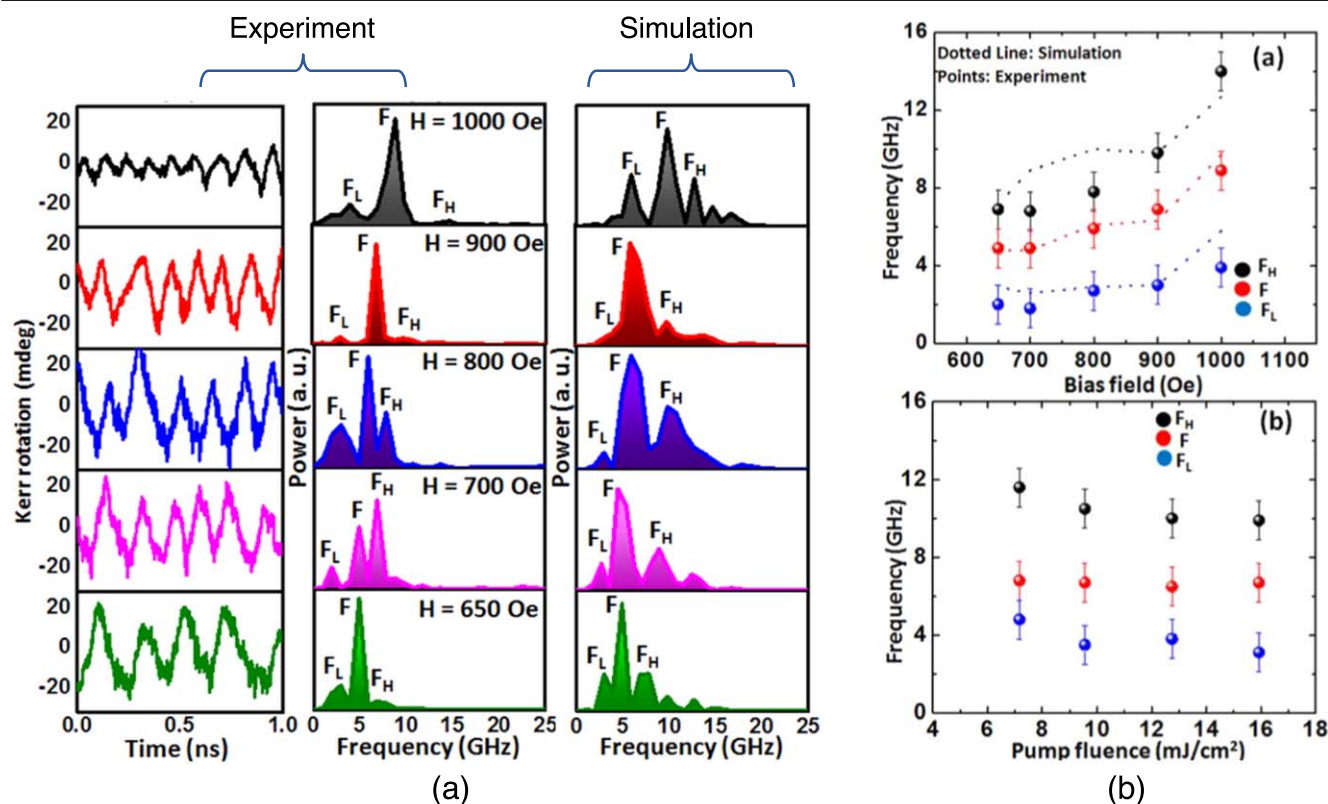 Experiment
Simulation
20
0
-20
20
0
-20
20
0
-20
20
0
-20
20
0
-20
Kerr rotation (mdeg)
0.0 0.5 1.0
Time (ns)
H = 1000 Oe
F
FL
FH
H = 900 Oe
F
FL
FH
H = 800 Oe
F
FL
FH
H = 700 Oe
FH
F
FL
H = 650 Oe
F
FL
FH
Power (a. u.)
0 5 10 15 20 25
Frequency (GHz)
F
FL
FH
F
FL
FH
F
FL
FH
F
FL
FH
F
FL
FH
Power (a. u.)
0 5 10 15 20 25
Frequency (GHz)
(a)
16
12
8
4
0
Frequency (GHz)
Dotted Line: Simulation
Points: Experiment
(a)
FH
F
FL
600 700 800 900 1000 1100
Bias field (Oe)
16
12
8
4
0
Frequency (GHz)
FH
F
FL
(b)
4 6 8 10 12 14 16 18
Pump fluence (mJ/cm²)
(b)